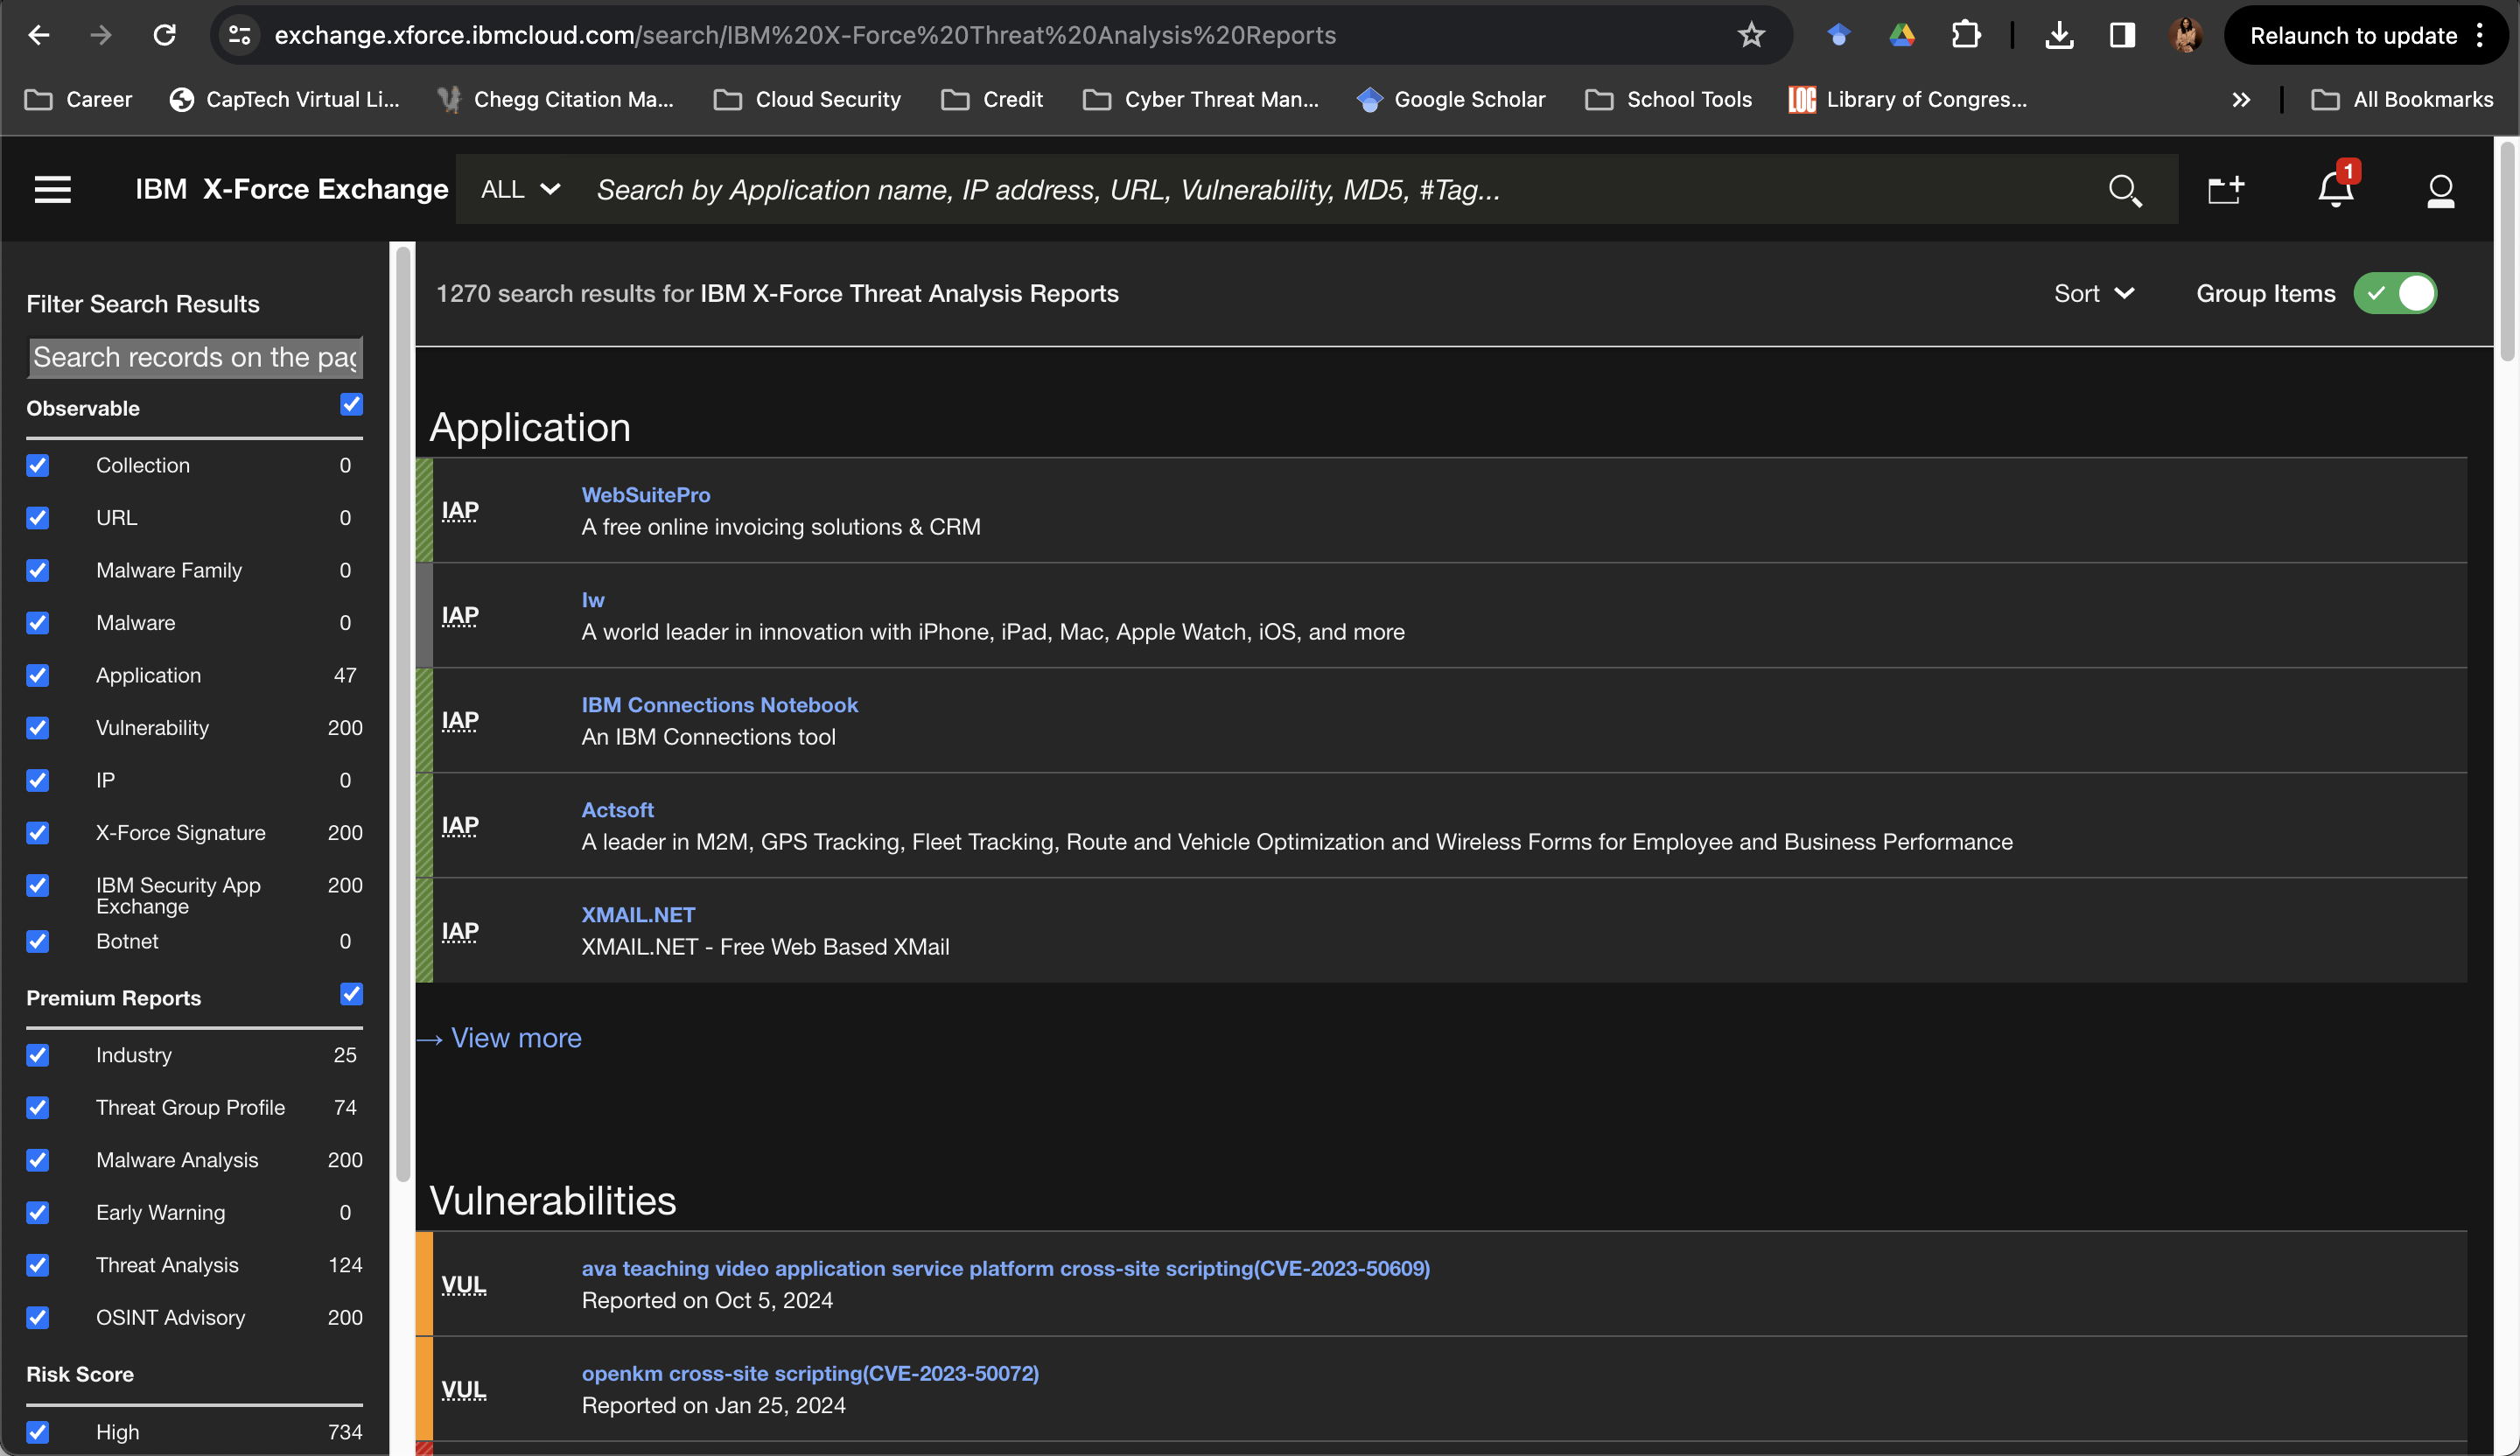 exchange.xforce.ibmcloud.com/search/IBM%20X-Force%20Threat%20Analysis%20Reports
Relaunch to update
Career
CapTech Virtual Li...
Chegg Citation Ma...
Cloud Security
Credit
Cyber Threat Man...
Google Scholar
School Tools
LOC
Library of Congres...
All Bookmarks
IBM X-Force Exchange
ALL
Search by Application name, IP address, URL, Vulnerability, MD5, #Tag...
1
Filter Search Results
Search records on the pag
Observable
Collection 0
URL 0
Malware Family 0
Malware 0
Application 47
Vulnerability 200
IP 0
X-Force Signature 200
IBM Security App 200
Exchange
Botnet 0
Premium Reports
Industry 25
Threat Group Profile 74
Malware Analysis 200
Early Warning 0
Threat Analysis 124
OSINT Advisory 200
Risk Score
High 734
1270 search results for IBM X-Force Threat Analysis Reports
Sort
Group Items
Application
IAP
WebSuitePro
A free online invoicing solutions & CRM
IAP
Iw
A world leader in innovation with iPhone, iPad, Mac, Apple Watch, iOS, and more
IAP
IBM Connections Notebook
An IBM Connections tool
IAP
Actsoft
A leader in M2M, GPS Tracking, Fleet Tracking, Route and Vehicle Optimization and Wireless Forms for Employee and Business Performance
IAP
XMAIL.NET
XMAIL.NET - Free Web Based XMail
→ View more
Vulnerabilities
VUL
ava teaching video application service platform cross-site scripting(CVE-2023-50609)
Reported on Oct 5, 2024
VUL
openkm cross-site scripting(CVE-2023-50072)
Reported on Jan 25, 2024